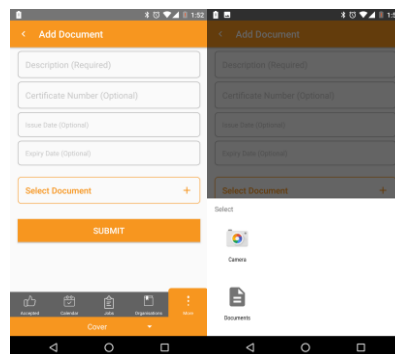 1:52
Add Document
Description (Required)
Certificate Number (Optional)
Issue Date (Optional)
Expiry Date (Optional)
Select Document +
SUBMIT
Accepted Calendar Jobs Organisations More
Cover
Add Document
Description (Required)
Certificate Number (Optional)
Issue Date (Optional)
Expiry Date (Optional)
Select Document +
Select
Camera
Documents